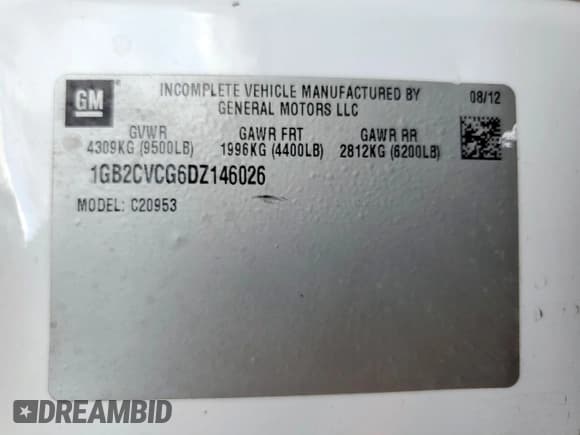 GM
INCOMPLETE VEHICLE MANUFACTURED BY
GENERAL MOTORS LLC
08/12
GVWR GAWR FRT GAWR RR
4309KG (9500LB) 1996KG (4400LB) 2812KG (6200LB)
1GB2CVCG6DZ146026
MODEL: C20953
DREAMBID